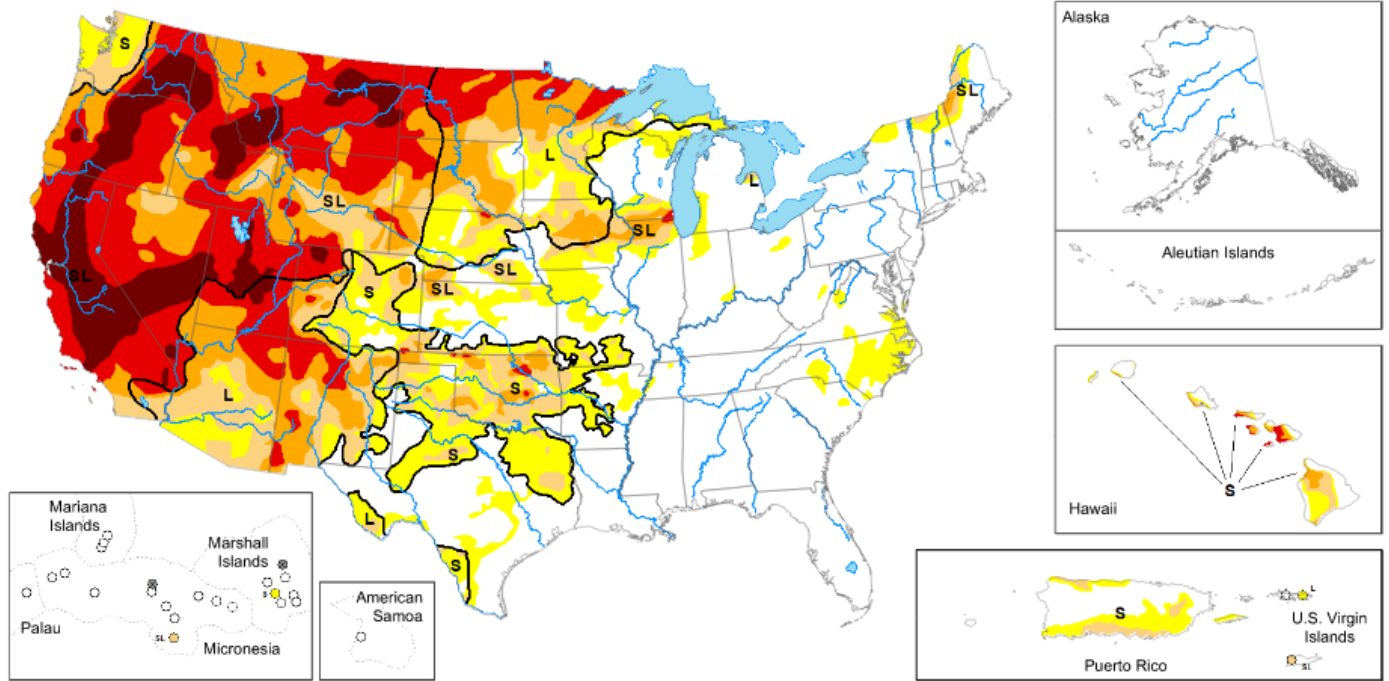 S
SL
L
SL
L
SL
SL
SL
S
SL
L
S
S
L
S
Alaska
Aleutian Islands
Hawaii
S
Mariana
Islands
Marshall
Islands
S
Palau
SL
Micronesia
American
Samoa
S
L
U.S. Virgin
Islands
SL
Puerto Rico